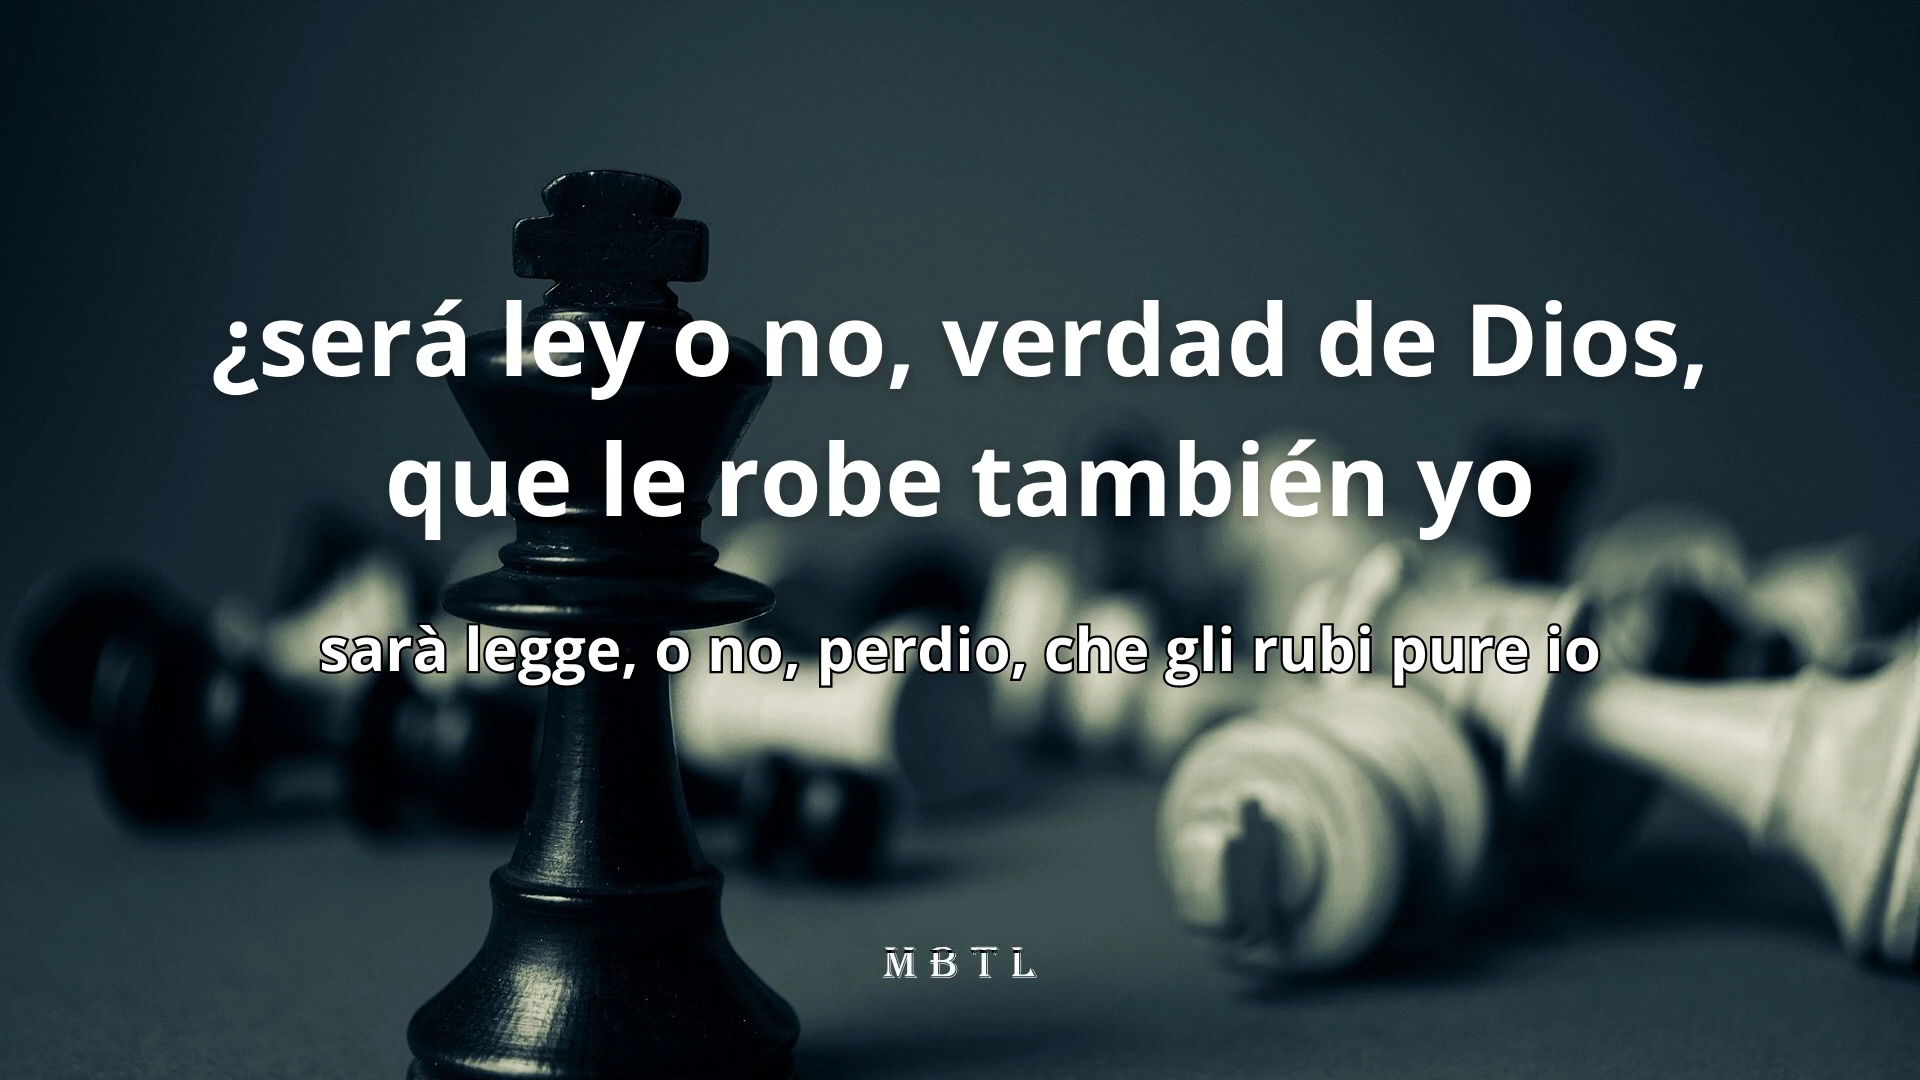 ¿será ley o no, verdad de Dios,
que le robe también yo
sarà legge, o no, perdio, che gli rubi pure io
MBTL